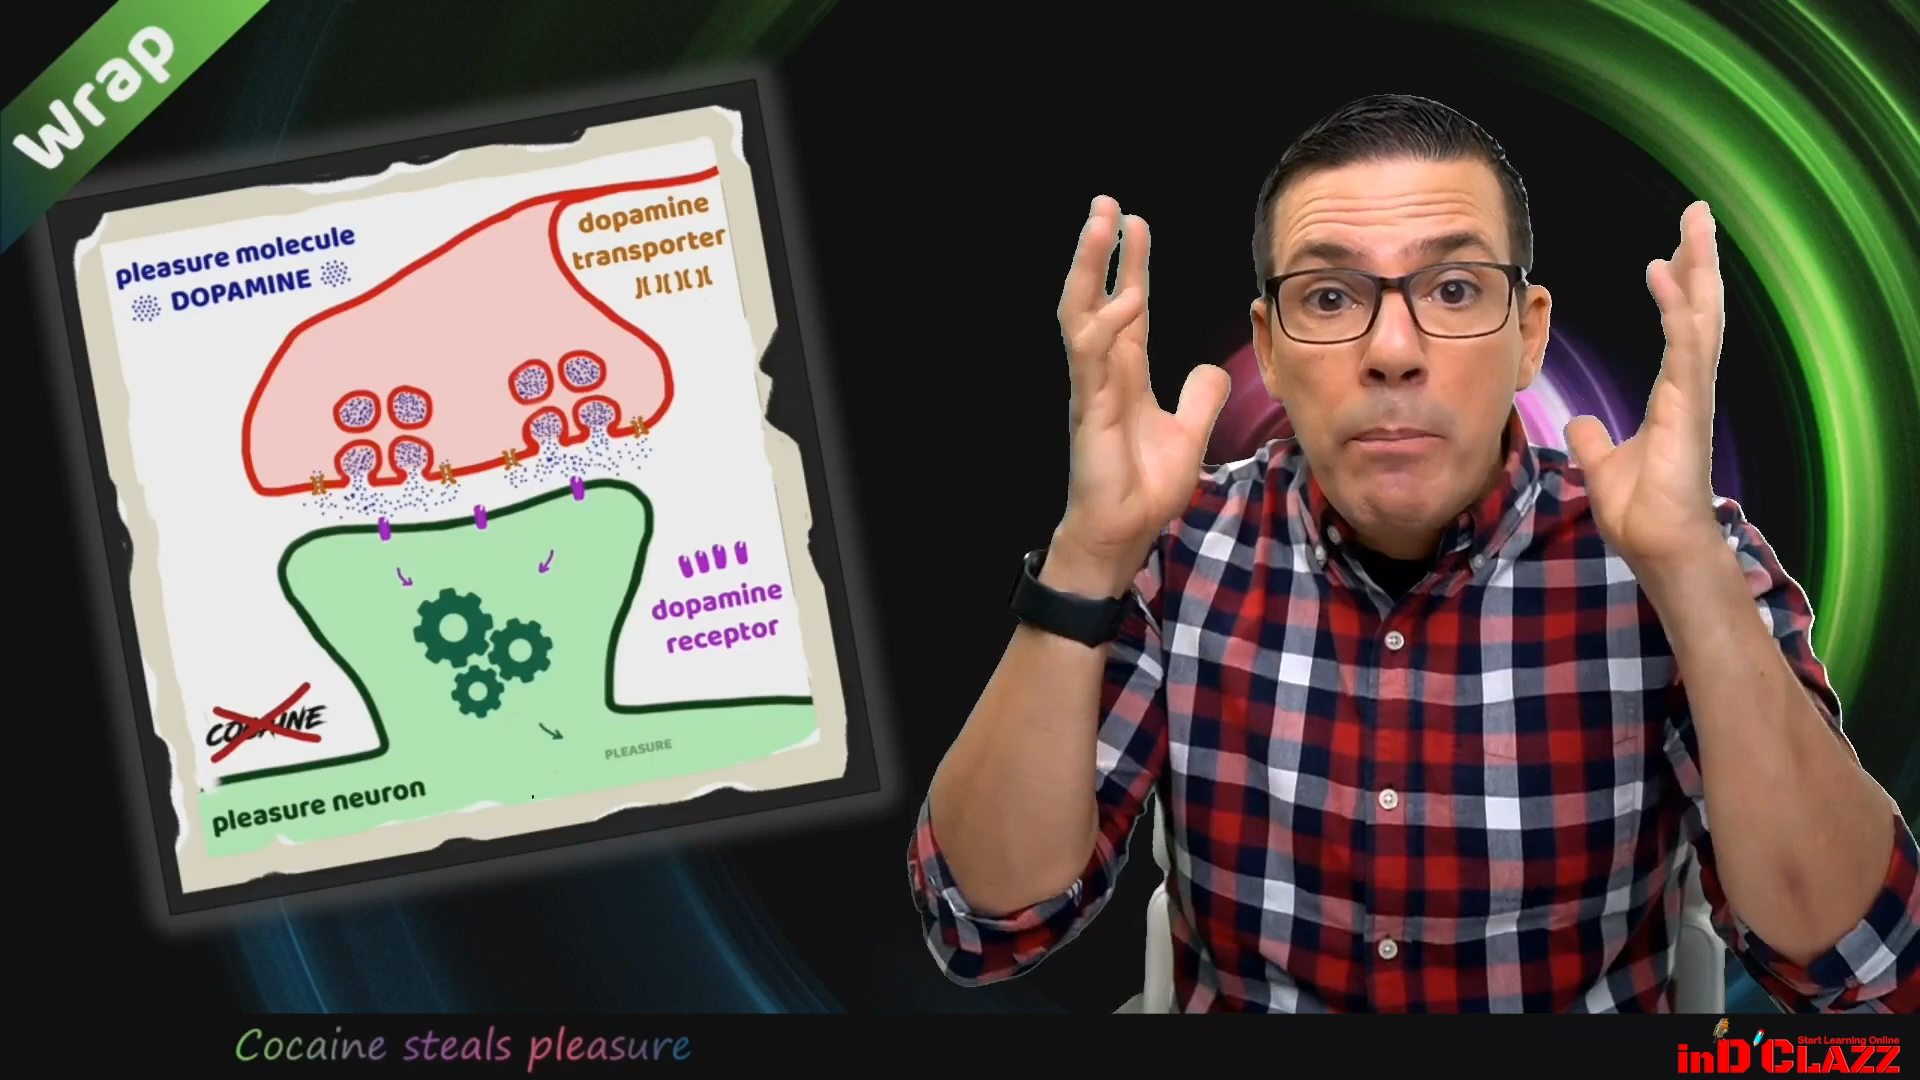 Wrap
pleasure molecule
DOPAMINE
dopamine
transporter
dopamine
receptor
COCAINE
PLEASURE
pleasure neuron
Cocaine steals pleasure
Start Learning Online
inD'CLAZZ